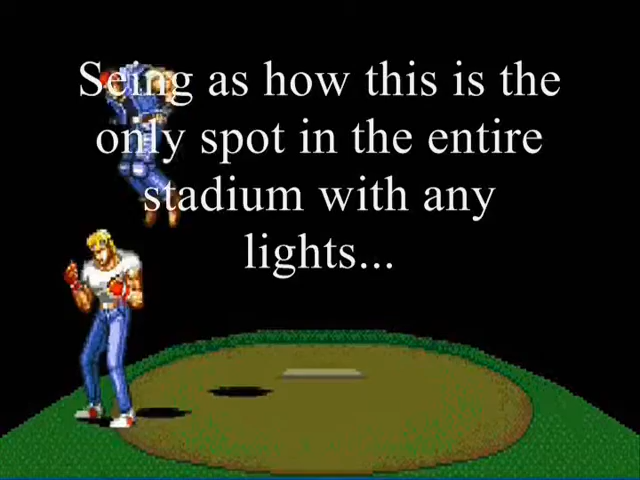 Seing as how this is the
only spot in the entire
stadium with any
lights...